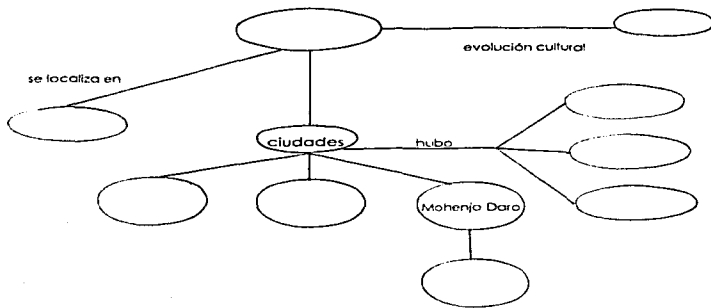 evolución cultural
se localiza en
ciudades
hubo
Mohenjo Daro